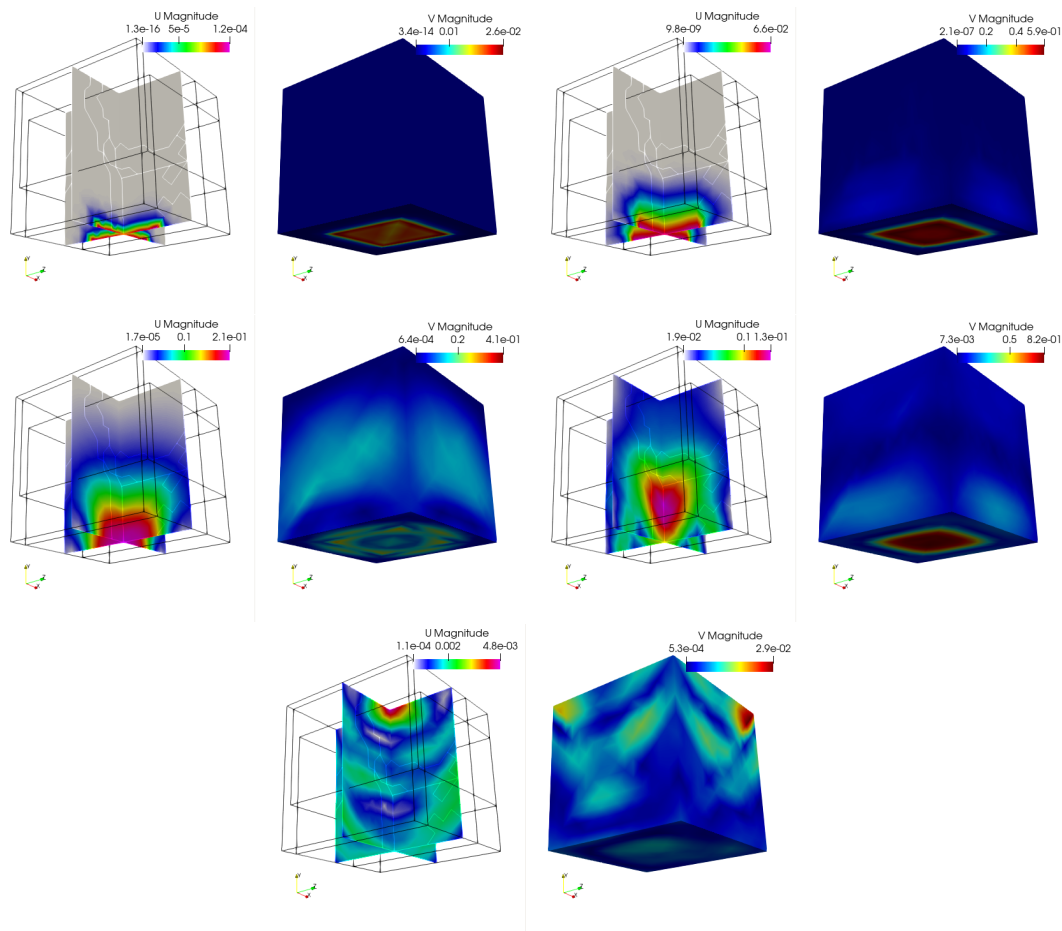 U Magnitude
1.3e-16 5e-5 1.2e-04
V Magnitude
3.4e-14 0.01 2.6e-02
U Magnitude
9.8e-09 6.6e-02
V Magnitude
2.1e-07 0.2 0.4 5.9e-01
Y
Z
X
Y
Z
X
Y
Z
X
Y
Z
X
U Magnitude
1.7e-05 0.1 2.1e-01
V Magnitude
6.4e-04 0.2 4.1e-01
U Magnitude
1.9e-02 0.1 1.3e-01
V Magnitude
7.3e-03 0.5 8.2e-01
Y
Z
X
Y
Z
X
Y
Z
X
Y
Z
X
U Magnitude
1.1e-04 0.002 4.8e-03
V Magnitude
5.3e-04 2.9e-02
Y
Z
X
Y
Z
X